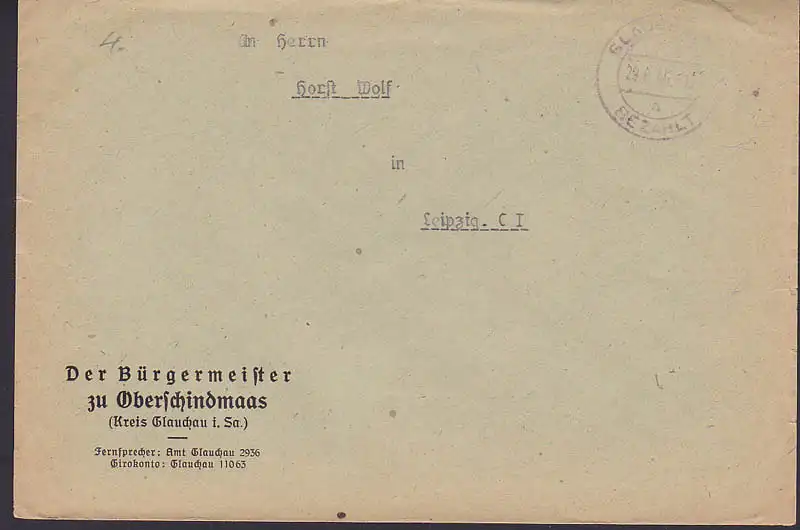 4.
An Herrn
Horſt Wolf
in
Leipzig. C I
BEZAHLT
a
Der Bürgermeiſter
zu Oberſchindmaas
(Kreis Glauchau i. Sa.)
Fernſprecher: Amt Glauchau 2936
Girokonto: Glauchau 11063